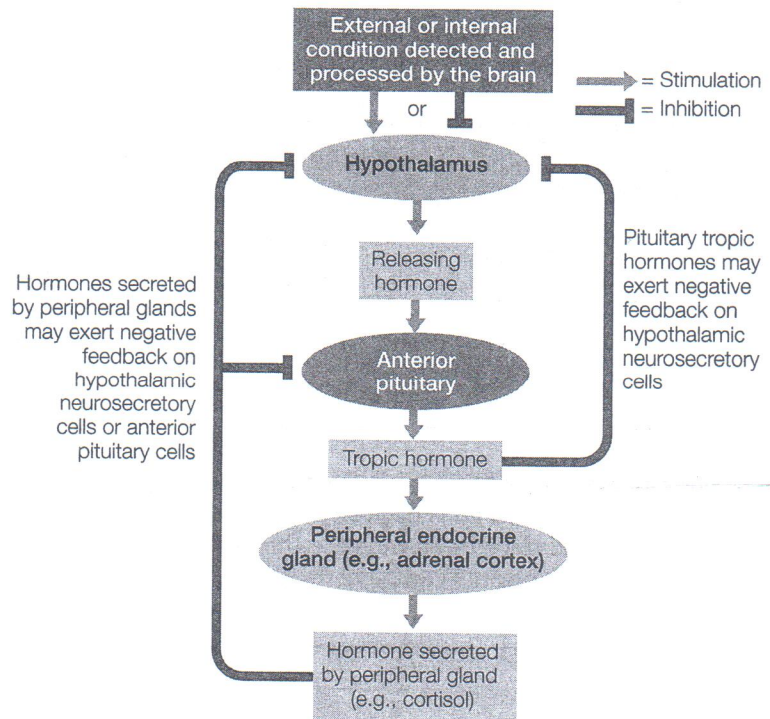 External or internal
condition detected and
processed by the brain
= Stimulation
= Inhibition
or
Hypothalamus
Releasing
hormone
Pituitary tropic
hormones may
exert negative
feedback on
hypothalamic
neurosecretory
cells
Hormones secreted
by peripheral glands
may exert negative
feedback on
hypothalamic
neurosecretory
cells or anterior
pituitary cells
Anterior
pituitary
Tropic hormone
Peripheral endocrine
gland (e.g., adrenal cortex)
Hormone secreted
by peripheral gland
(e.g., cortisol)